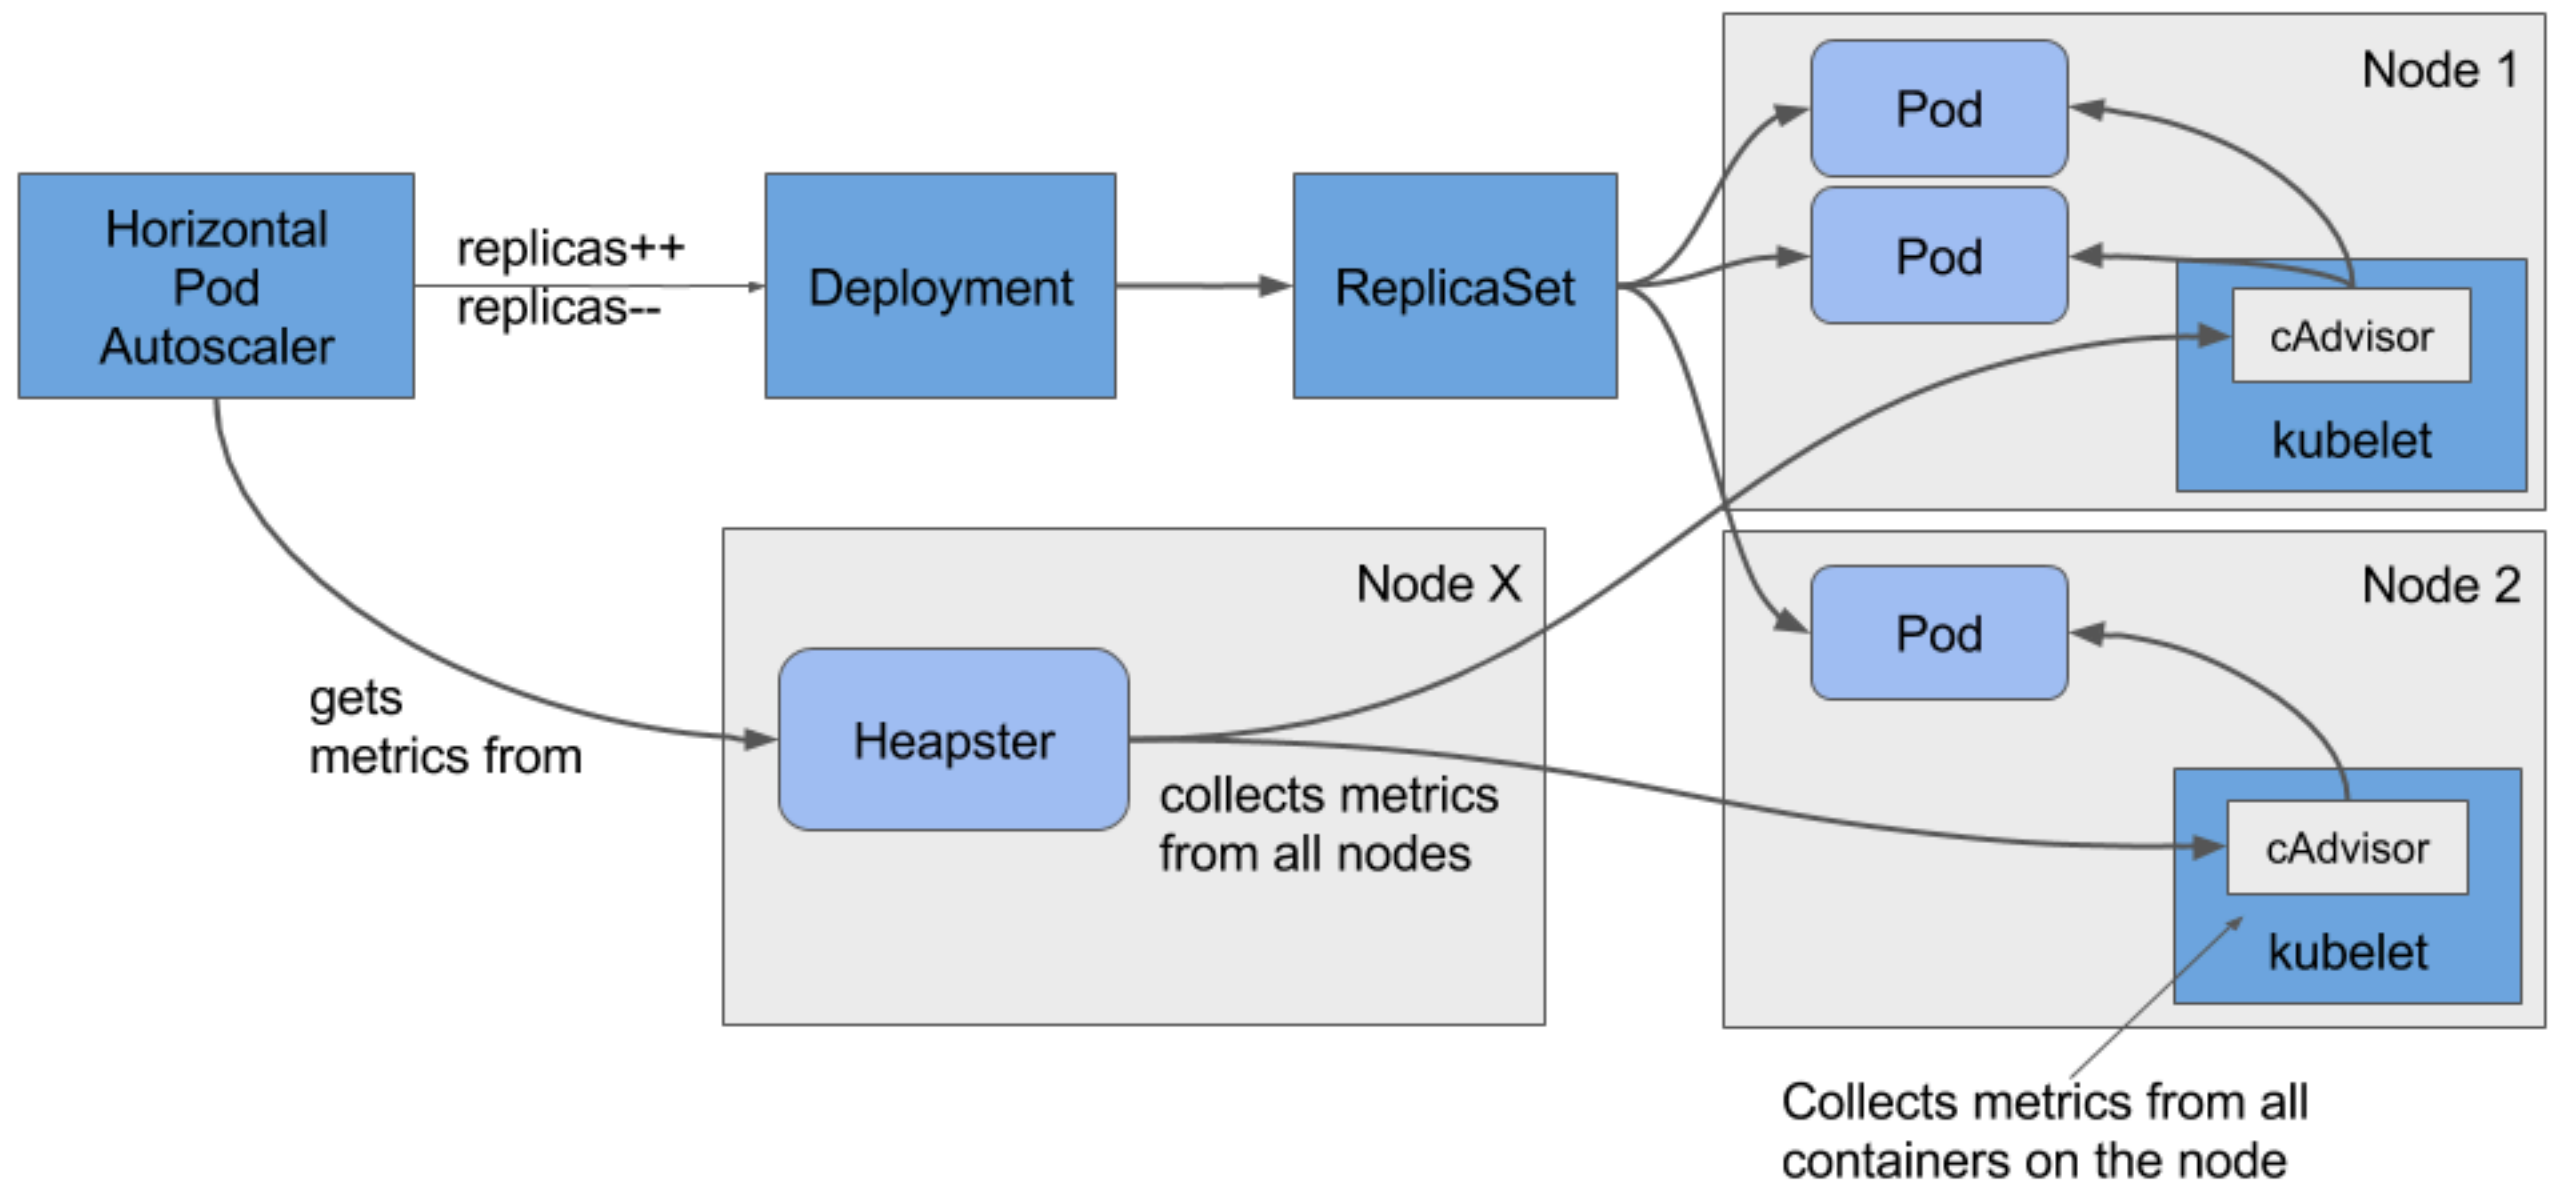 Node 1
Pod
Horizontal
Pod
Autoscaler
replicas++
replicas--
Deployment
ReplicaSet
Pod
cAdvisor
kubelet
Node X
Node 2
Pod
gets
metrics from
Heapster
collects metrics
from all nodes
cAdvisor
kubelet
Collects metrics from all
containers on the node